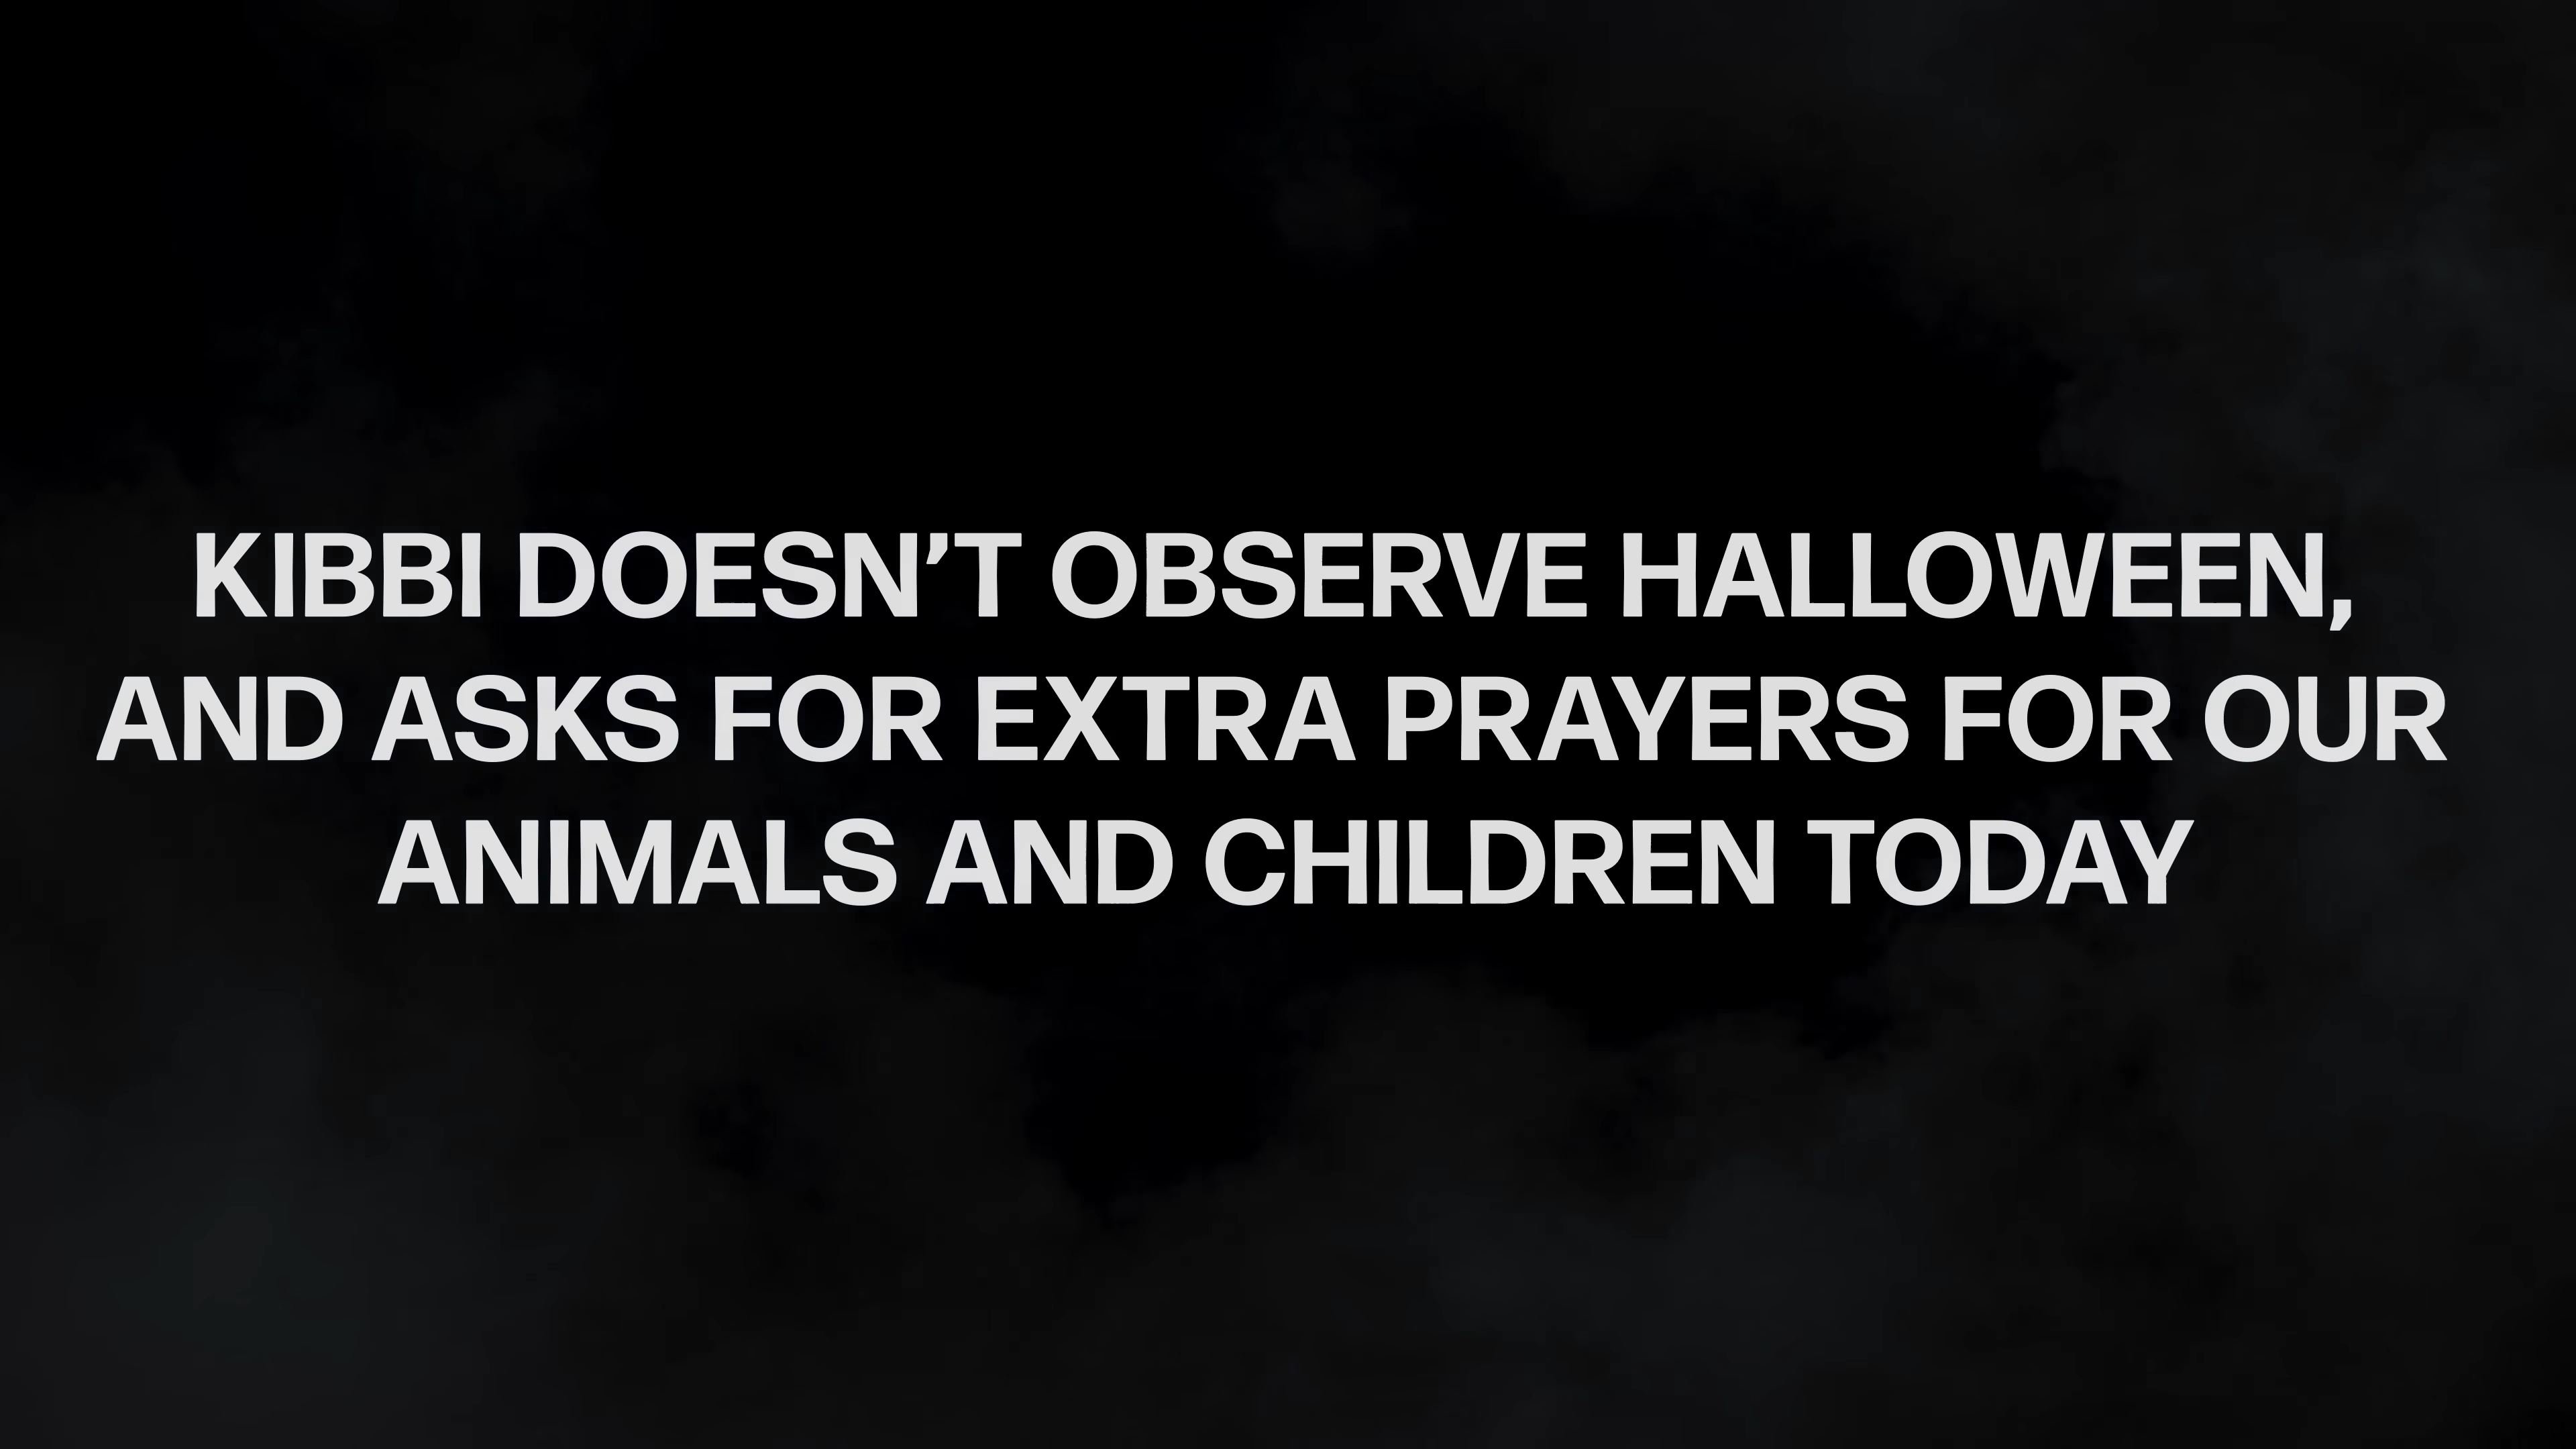 KIBBI DOESN’T OBSERVE HALLOWEEN,
AND ASKS FOR EXTRA PRAYERS FOR OUR
ANIMALS AND CHILDREN TODAY